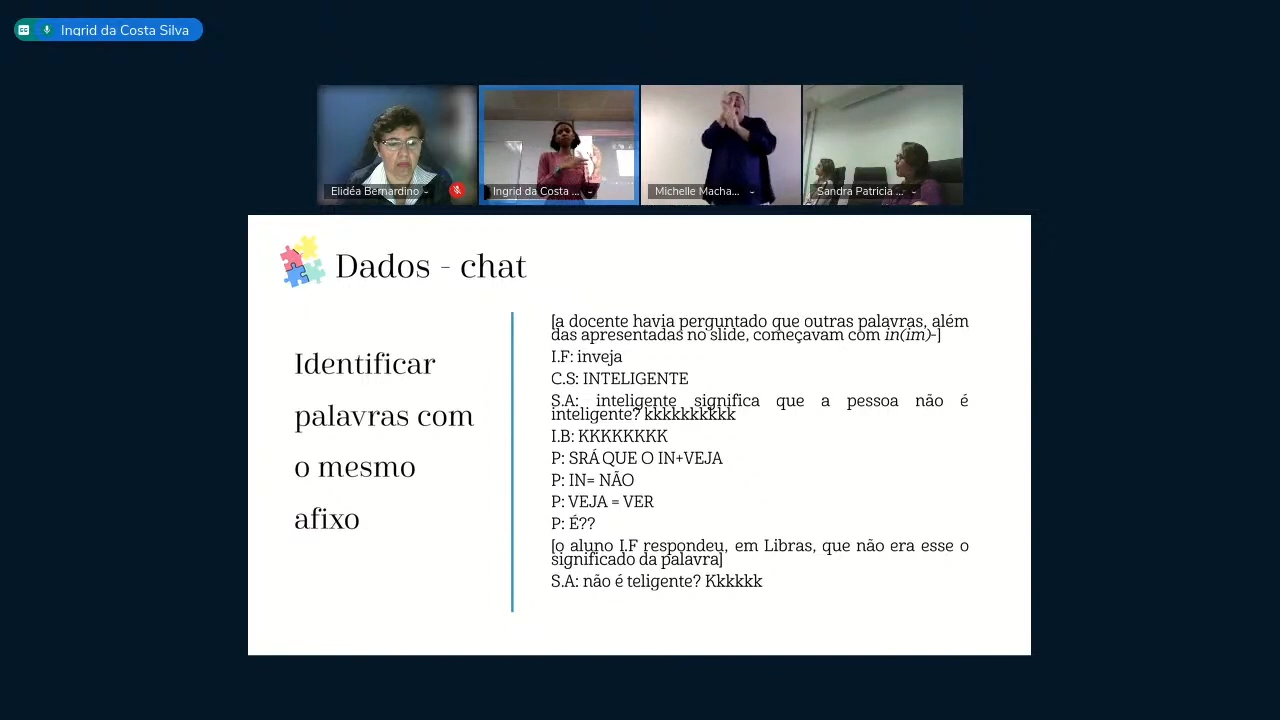 Ingrid da Costa Silva
Elidéa Bernardino
Ingrid da Costa ...
Michelle Macha...
Sandra Patricia ...
Dados - chat
Identificar
palavras com
o mesmo
afixo
[a docente havia perguntado que outras palavras, além
das apresentadas no slide, começavam com in(im)-]
I.F: inveja
C.S: INTELIGENTE
S.A: inteligente significa que a pessoa não é
inteligente? kkkkkkkkkk
I.B: KKKKKKKK
P: SRÁ QUE O IN+VEJA
P: IN= NÃO
P: VEJA = VER
P: É??
[o aluno I.F respondeu, em Libras, que não era esse o
significado da palavra]
S.A: não é teligente? Kkkkkk